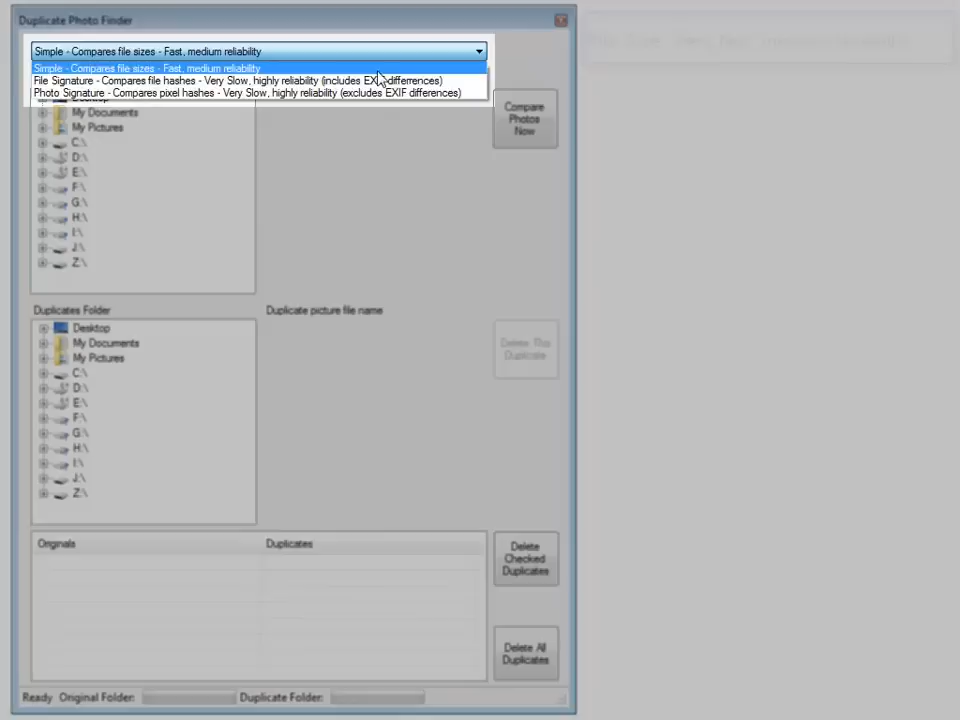 Duplicate Photo Finder
Simple - Compares file sizes - Fast, medium reliability
Simple - Compares file sizes - Fast, medium reliability
File Signature - Compares file hashes - Very Slow, highly reliability (includes EXIF differrences)
Photo Signature - Compares pixel hashes - Very Slow, highly reliability (excludes EXIF differences)
Desktop
My Documents
My Pictures
C:\
D:\
E:\
F:\
G:\
H:\
I:\
J:\
Z:\
Compare
Photos
Now
Duplicates Folder
Duplicate picture file name
Desktop
My Documents
My Pictures
C:\
D:\
E:\
F:\
G:\
H:\
I:\
J:\
Z:\
Delete This
Duplicate
Originals
Duplicates
Delete
Checked
Duplicates
Delete All
Duplicates
Ready Original Folder: Duplicate Folder: